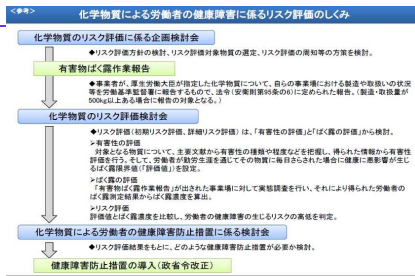 <参考>
化学物質による労働者の健康障害に係るリスク評価のしくみ
化学物質のリスク評価に係る企画検討会
◆リスク評価方針の検討、リスク評価対象物質の選定、リスク評価の周知等の方策を検討。
有害物ばく露作業報告
◆事業者が、厚生労働大臣が指定した化学物質について、自らの事業場における製造や取扱いの状況
等を労働基準監督署に報告するもので、法令(安衛則第95条の6)に定められた報告。(製造・取扱量が
500kg以上ある場合に報告の対象となる。)
化学物質のリスク評価検討会
◆リスク評価(初期リスク評価、詳細リスク評価)は、「有害性の評価」と「ばく露の評価」から検討。
➢有害性の評価
対象となる物質について、主要文献から有害性の種類や程度などを把握し、得られた情報から有害性
評価を行う。そして、労働者が勤労生涯を通じてその物質に毎日さらされた場合に健康に悪影響が生じ
るばく露限界値(「評価値」)を設定。
➢ばく露の評価
「有害物ばく露作業報告」が出された事業場に対して実態調査を行い、それにより得られた労働者の
ばく露測定結果からばく露濃度を算出。
➢リスク評価
評価値とばく露濃度を比較し、労働者の健康障害の生じるリスクの高低を判定。
化学物質による労働者の健康障害防止措置に係る検討会
◆リスク評価結果をもとに、どのような健康障害防止措置が必要か検討。
健康障害防止措置の導入(政省令改正)